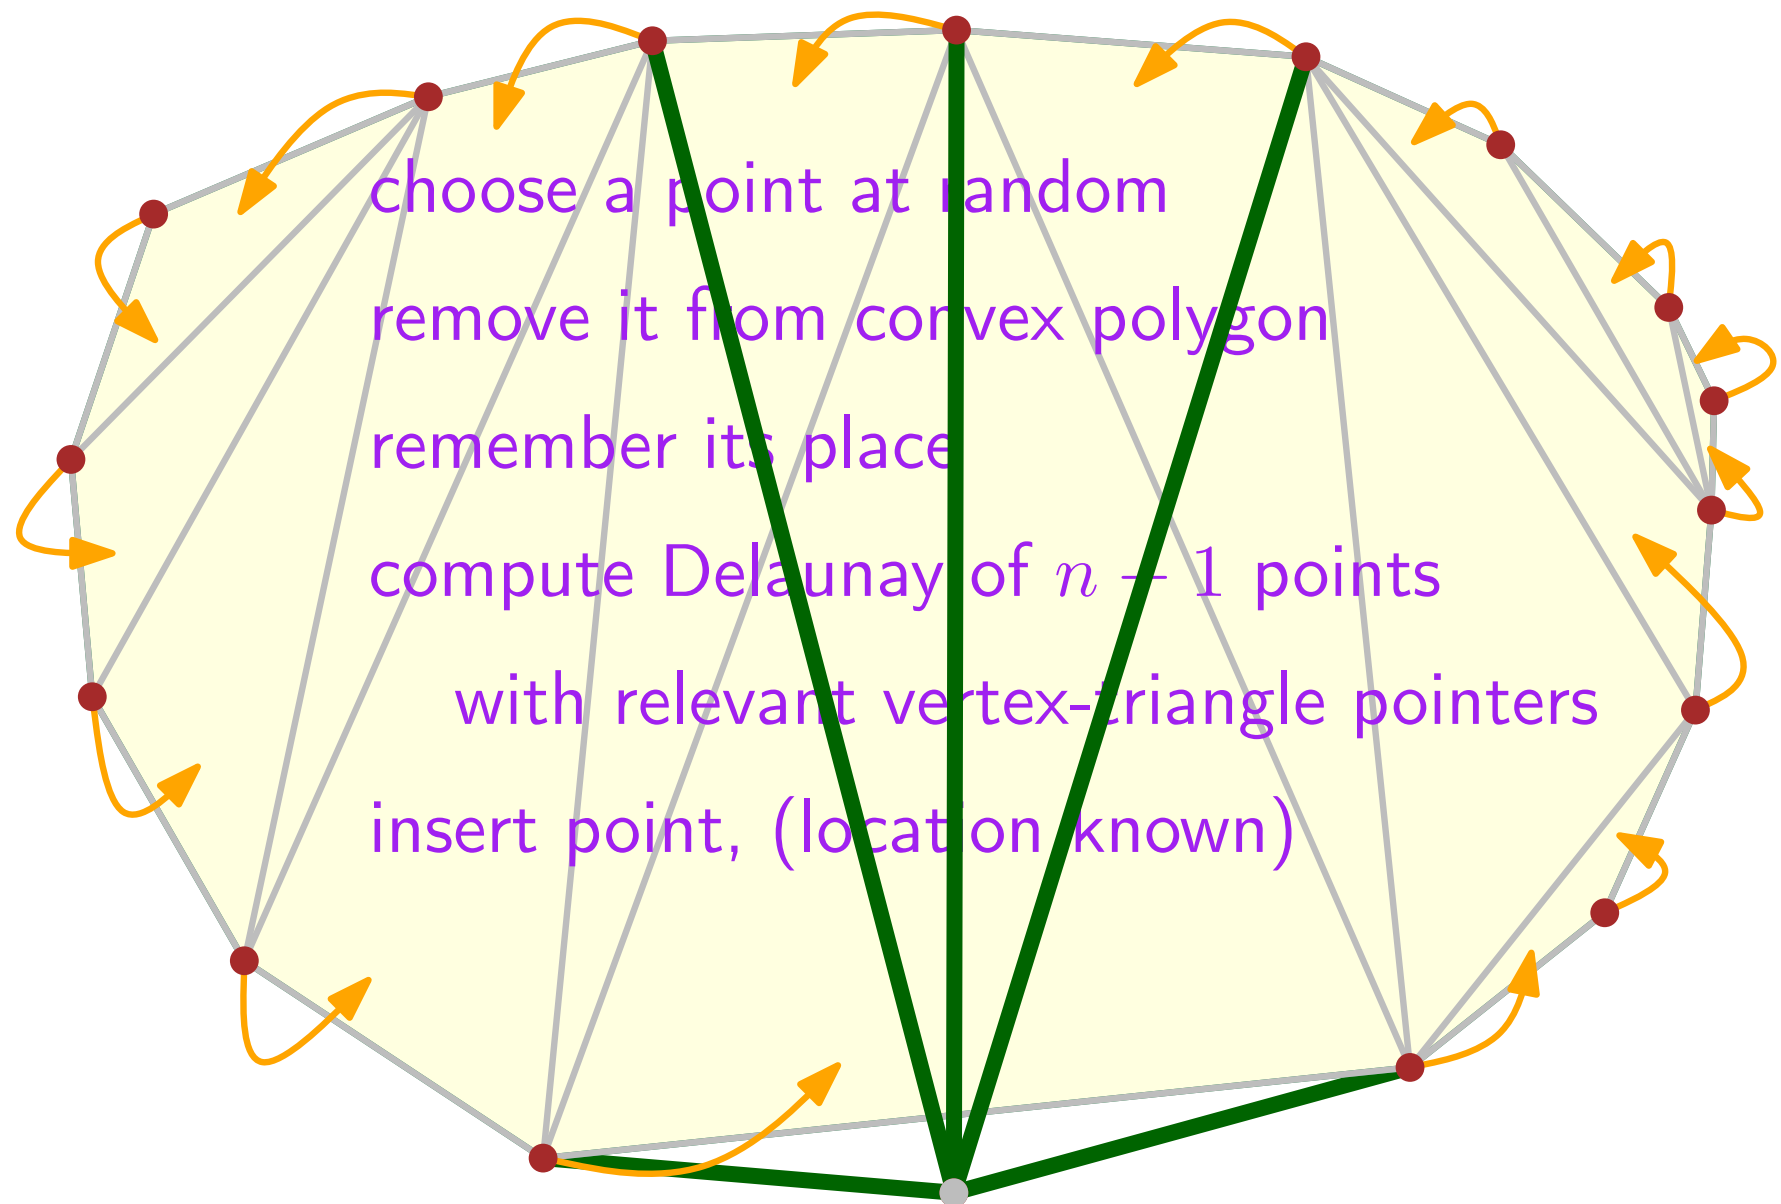 choose a point at random
remove it from convex polygon
remember its place
compute Delaunay of n − 1 points
with relevant vertex-triangle pointers
insert point, (location known)